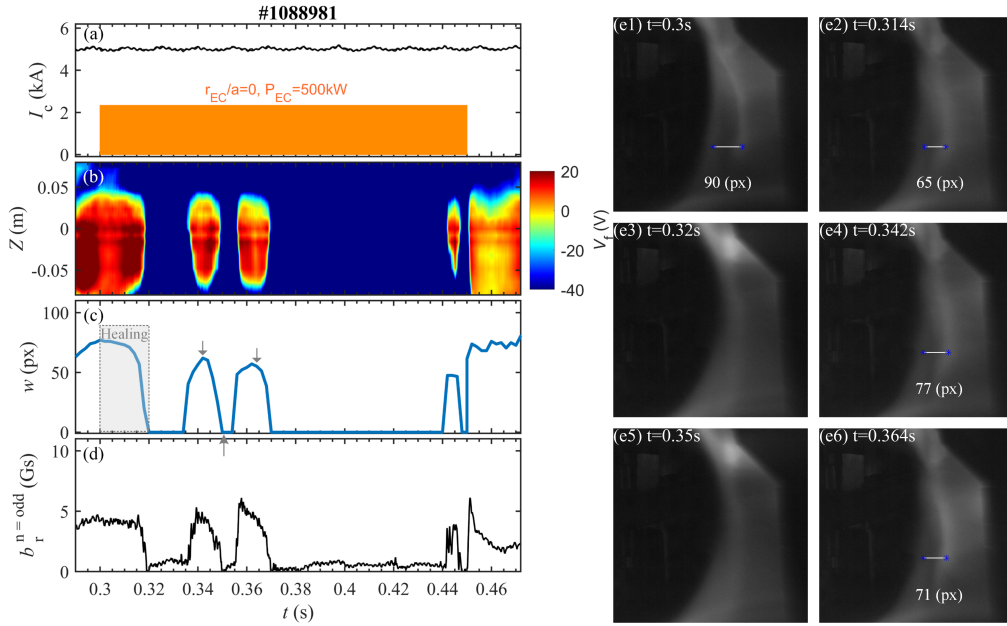 #1088981
(a)
6
4
2
0
I_c (kA)
r_EC/a=0, P_EC=500kW
(b)
0.05
0
-0.05
Z (m)
20
0
-20
-40
V_f (V)
(c)
100
50
0
w (px)
Healing
(d)
10
5
0
b_r^{n = odd} (Gs)
0.3 0.32 0.34 0.36 0.38 0.4 0.42 0.44 0.46
t (s)
(e1) t=0.3s
90 (px)
(e2) t=0.314s
65 (px)
(e3) t=0.32s
(e4) t=0.342s
77 (px)
(e5) t=0.35s
(e6) t=0.364s
71 (px)